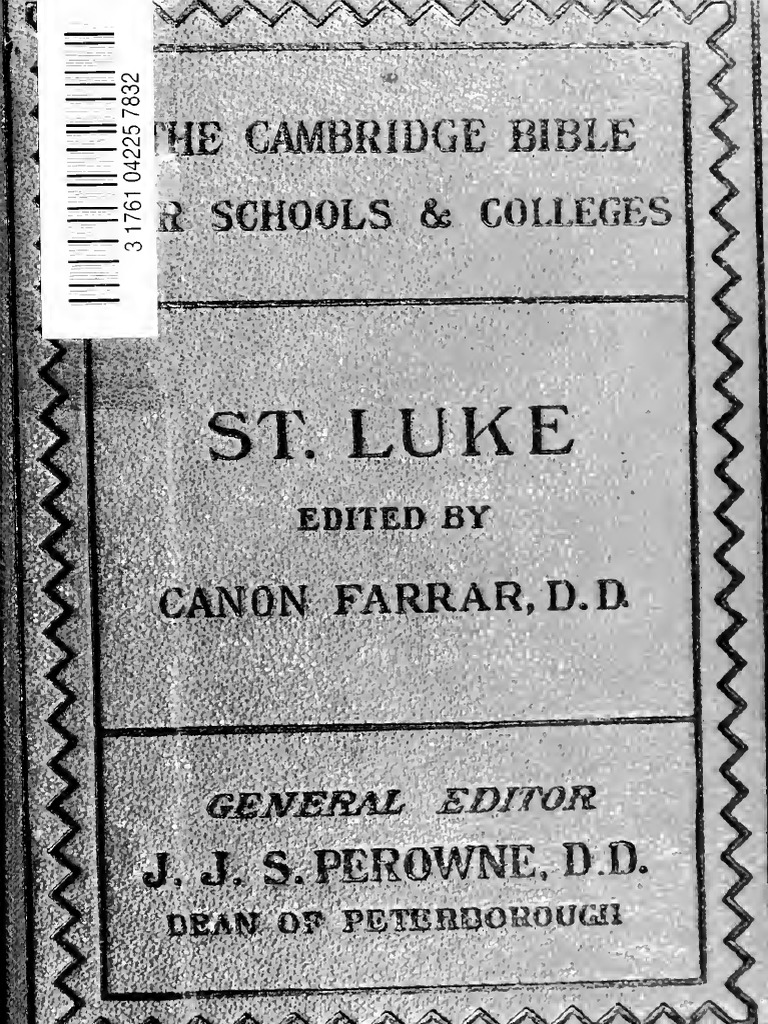 THE CAMBRIDGE BIBLE
R SCHOOLS & COLLEGES
3 1761 04225 7832
ST. LUKE
EDITED BY
CANON FARRAR, D.D.
GENERAL EDITOR
J. J. S. PEROWNE, D.D.
DEAN OF PETERBOROUGH